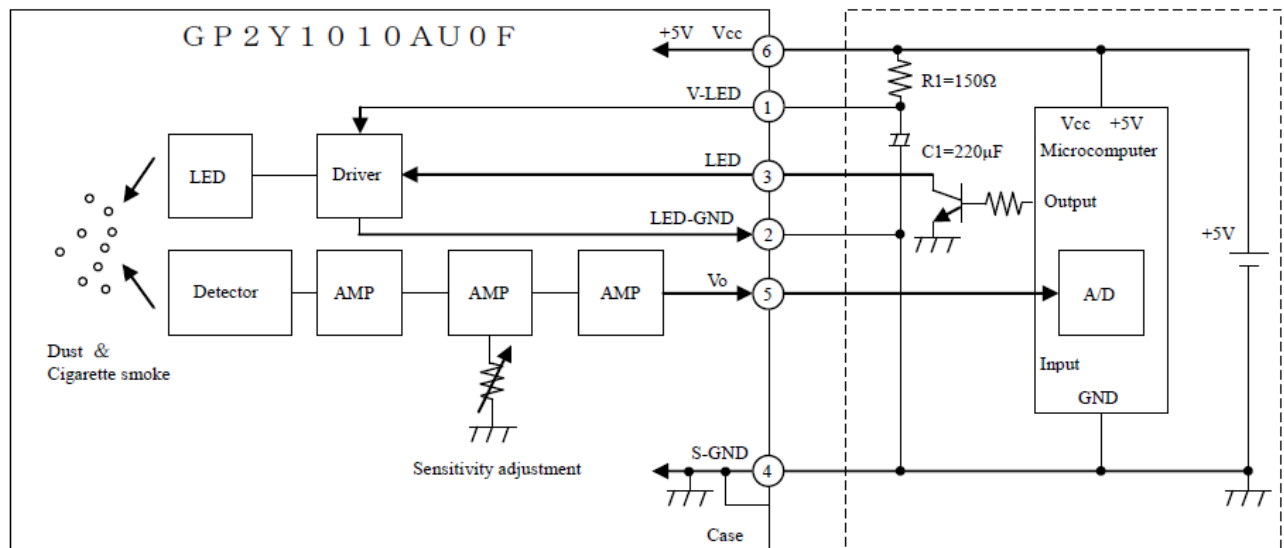 GP2Y1010AU0F
+5V Vcc
6
R1=150Ω
V-LED
1
Vcc +5V
C1=220μF
Microcomputer
LED
Driver
LED
3
Output
LED-GND
2
+5V
Detector
AMP
AMP
AMP
Vo
5
A/D
Dust &
Cigarette smoke
Input
GND
Sensitivity adjustment
S-GND
4
Case